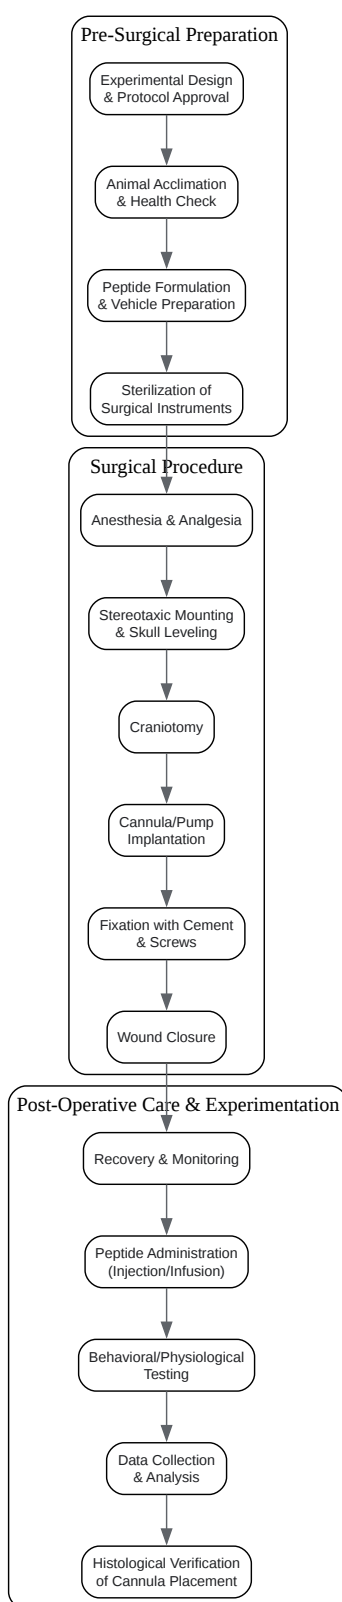 Pre-Surgical Preparation
Experimental Design
& Protocol Approval
Animal Acclimation
& Health Check
Peptide Formulation
& Vehicle Preparation
Sterilization of
Surgical Instruments
Surgical Procedure
Anesthesia & Analgesia
Stereotaxic Mounting
& Skull Leveling
Craniotomy
Cannula/Pump
Implantation
Fixation with Cement
& Screws
Wound Closure
Post-Operative Care & Experimentation
Recovery & Monitoring
Peptide Administration
(Injection/Infusion)
Behavioral/Physiological
Testing
Data Collection
& Analysis
Histological Verification
of Cannula Placement